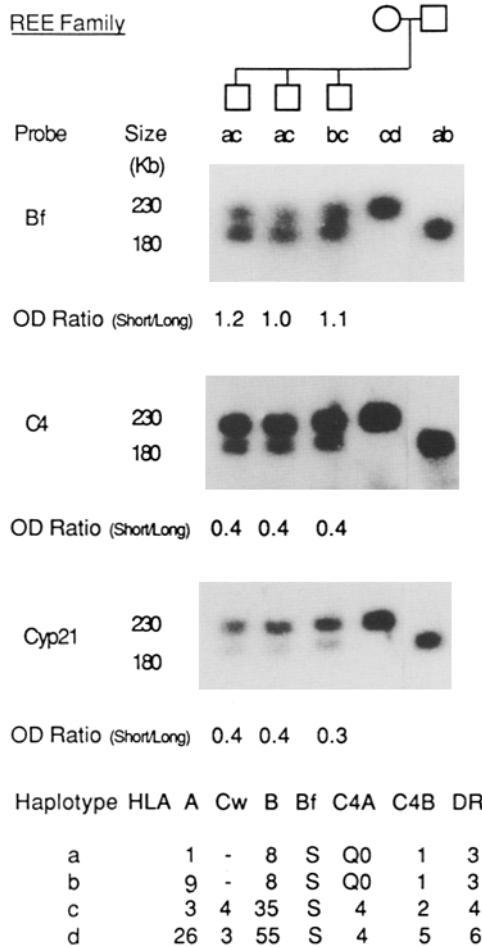 REE Family
Probe Size ac ac bc cd ab
(Kb)
Bf 230
180
OD Ratio (Short/Long) 1.2 1.0 1.1
C4 230
180
OD Ratio (Short/Long) 0.4 0.4 0.4
Cyp21 230
180
OD Ratio (Short/Long) 0.4 0.4 0.3
Haplotype HLA A Cw B Bf C4A C4B DR
a 1 - 8 S Q0 1 3
b 9 - 8 S Q0 1 3
c 3 4 35 S 4 2 4
d 26 3 55 S 4 5 6